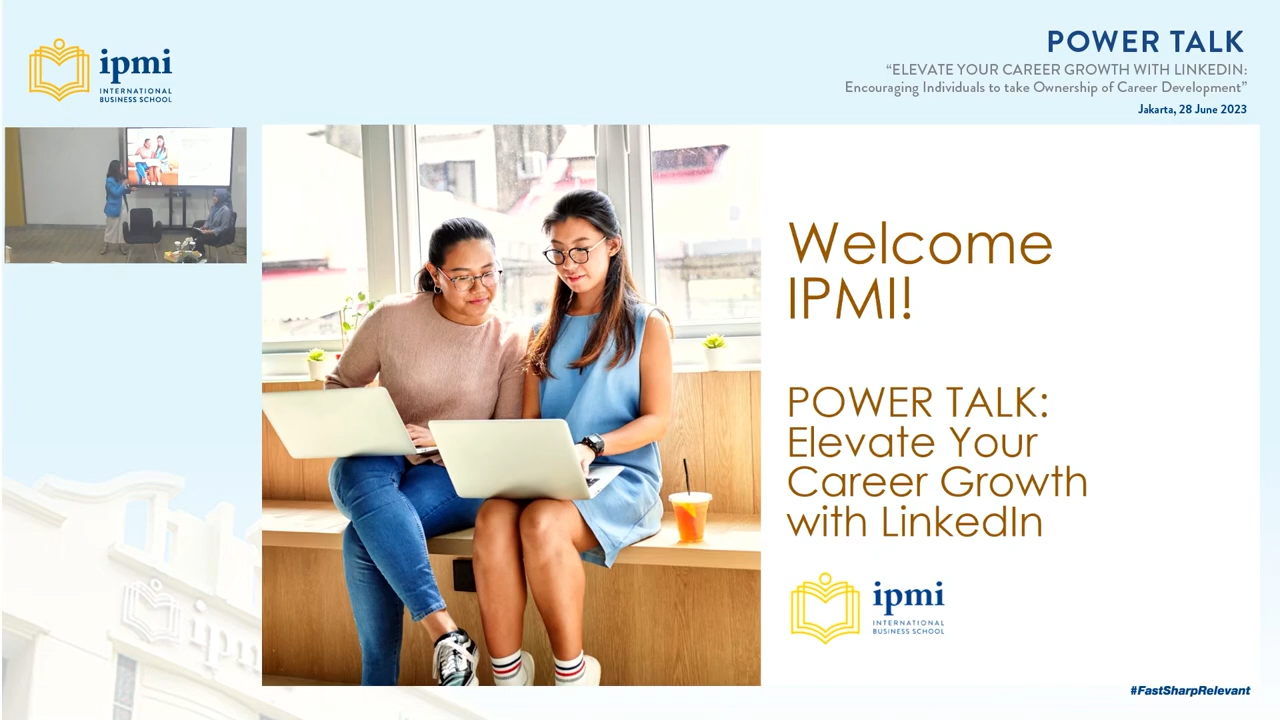 ipmi
INTERNATIONAL
BUSINESS SCHOOL
POWER TALK
“ELEVATE YOUR CAREER GROWTH WITH LINKEDIN:
Encouraging Individuals to take Ownership of Career Development”
Jakarta, 28 June 2023
Welcome
IPMI!
POWER TALK:
Elevate Your
Career Growth
with LinkedIn
ipmi
INTERNATIONAL
BUSINESS SCHOOL
ipmi
#FastSharpRelevant